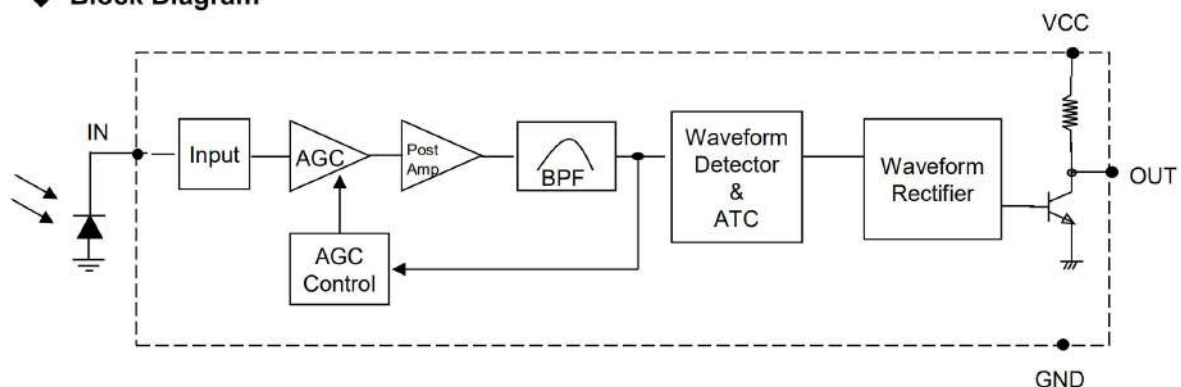 ◆ Block Diagram
VCC
IN
Input
AGC
Post
Amp
BPF
Waveform
Detector
&
ATC
Waveform
Rectifier
OUT
AGC
Control
GND